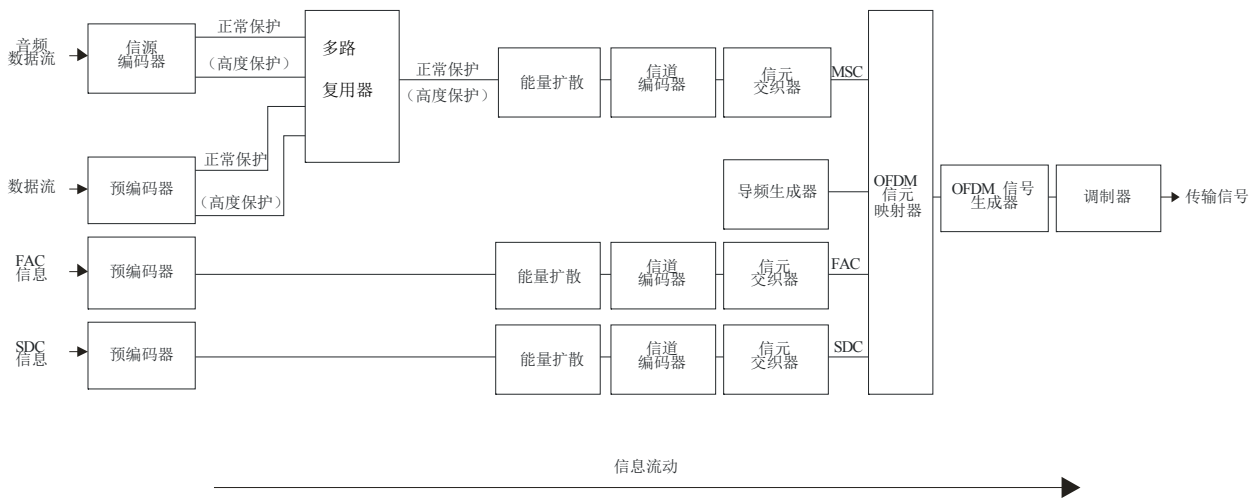 音频
数据流
信源
编码器
正常保护
（高度保护）
多路
复用器
正常保护
（高度保护）
能量扩散
信道
编码器
信元
交织器
MSC
数据流
预编码器
正常保护
（高度保护）
导频生成器
OFDM
信元
映射器
OFDM 信号
生成器
调制器
传输信号
FAC
信息
预编码器
能量扩散
信道
编码器
信元
交织器
FAC
SDC
信息
预编码器
能量扩散
信道
编码器
信元
交织器
SDC
信息流动